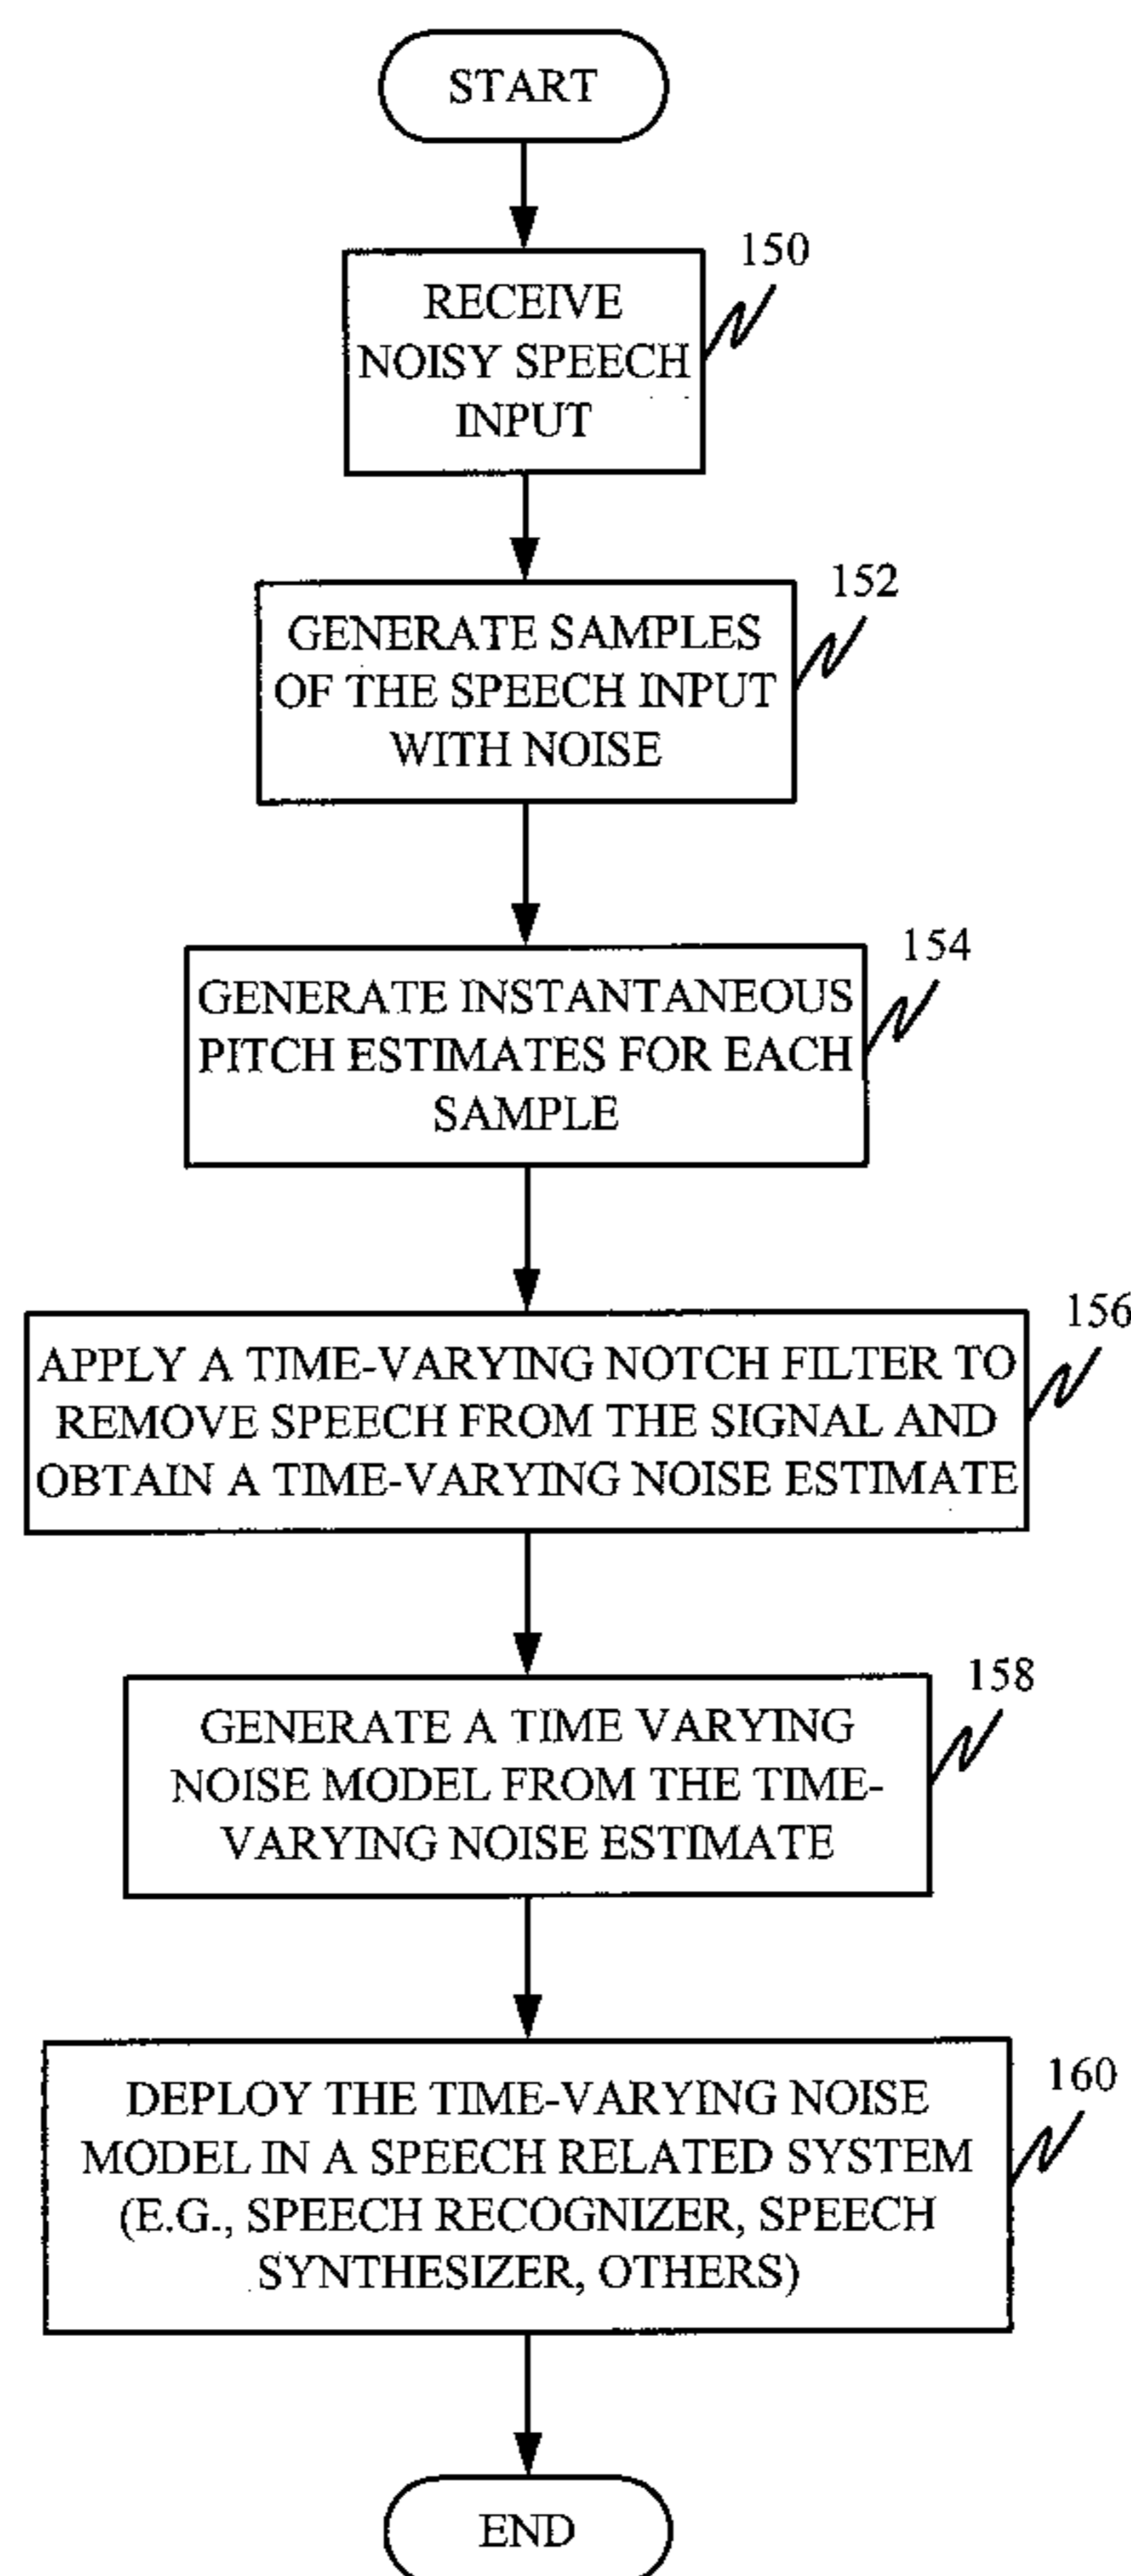 START
150
RECEIVE
NOISY SPEECH
INPUT
152
GENERATE SAMPLES
OF THE SPEECH INPUT
WITH NOISE
154
GENERATE INSTANTANEOUS
PITCH ESTIMATES FOR EACH
SAMPLE
156
APPLY A TIME-VARYING NOTCH FILTER TO
REMOVE SPEECH FROM THE SIGNAL AND
OBTAIN A TIME-VARYING NOISE ESTIMATE
158
GENERATE A TIME VARYING
NOISE MODEL FROM THE TIME-
VARYING NOISE ESTIMATE
160
DEPLOY THE TIME-VARYING NOISE
MODEL IN A SPEECH RELATED SYSTEM
(E.G., SPEECH RECOGNIZER, SPEECH
SYNTHESIZER, OTHERS)
END